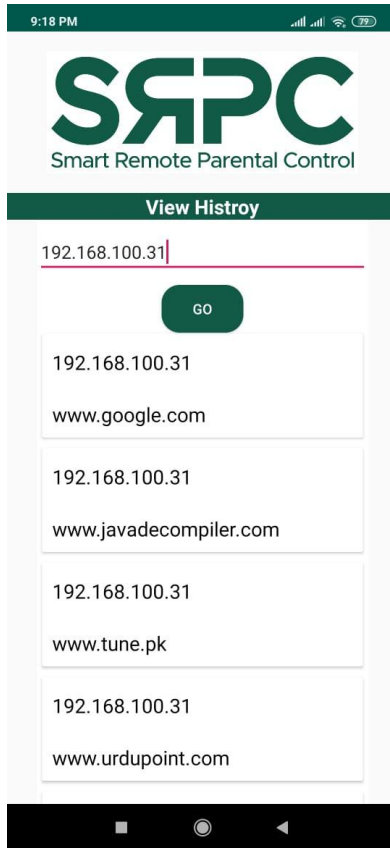 9:18 PM 79
SRPC
Smart Remote Parental Control
View Histroy
192.168.100.31
GO
192.168.100.31
www.google.com
192.168.100.31
www.javadecompiler.com
192.168.100.31
www.tune.pk
192.168.100.31
www.urdupoint.com